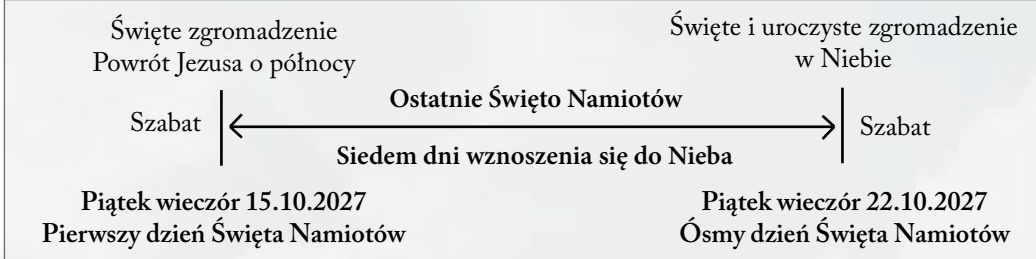 Święte zgromadzenie
Powrót Jezusa o północy
Święte i uroczyste zgromadzenie
w Niebie
Szabat
Ostatnie Święto Namiotów
Siedem dni wznoszenia się do Nieba
Szabat
Piątek wieczór 15.10.2027
Pierwszy dzień Święta Namiotów
Piątek wieczór 22.10.2027
Ósmy dzień Święta Namiotów